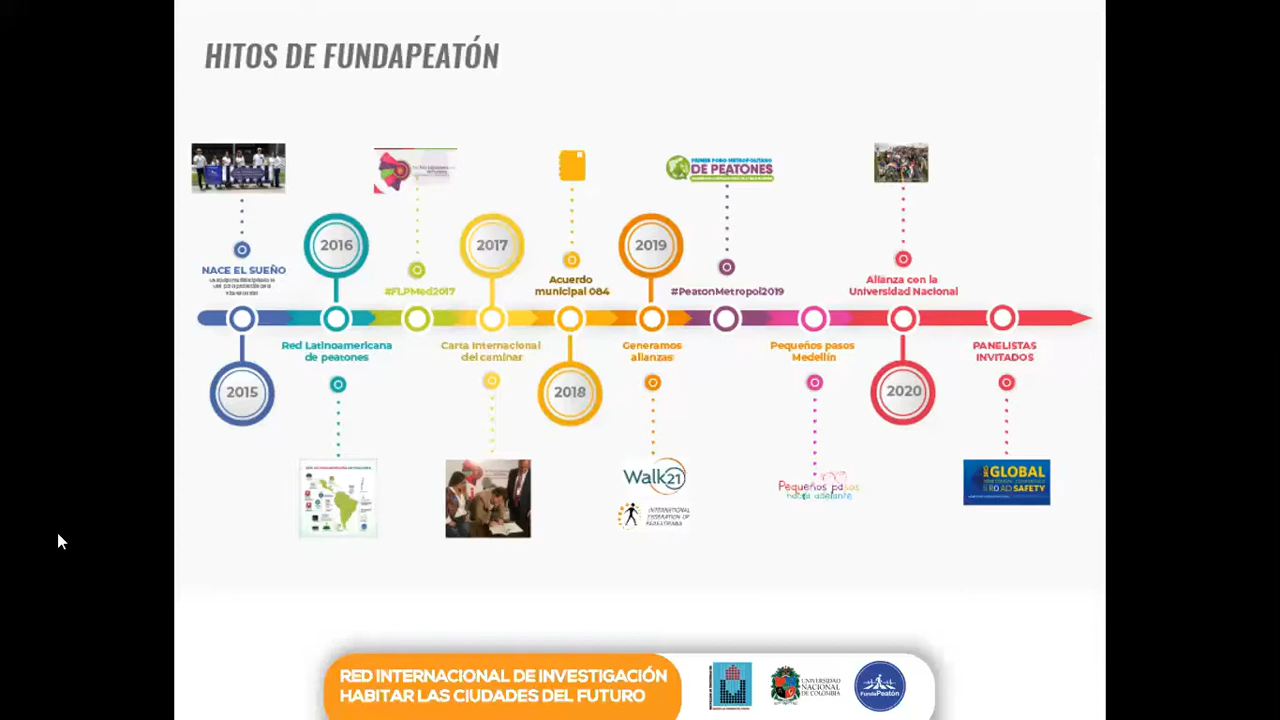 HITOS DE FUNDAPEATÓN
DE PEATONES
2016
2017
2019
NACE EL SUEÑO
#FLPMed2017
Acuerdo
municipal 084
#PeatonMetropol2019
Alianza con la
Universidad Nacional
Red Latinoamericana
de peatones
Carta Internacional
del caminar
Generamos
alianzas
Pequeños pasos
Medellín
PANELISTAS
INVITADOS
2015
2018
2020
Walk21
INTERNATIONAL
FEDERATION OF
PEDESTRIANS
Pequeños pasos
hacia adelante
GLOBAL
ROAD SAFETY
RED INTERNACIONAL DE INVESTIGACIÓN
HABITAR LAS CIUDADES DEL FUTURO
UNIVERSIDAD
NACIONAL
DE COLOMBIA
FundaPeatón